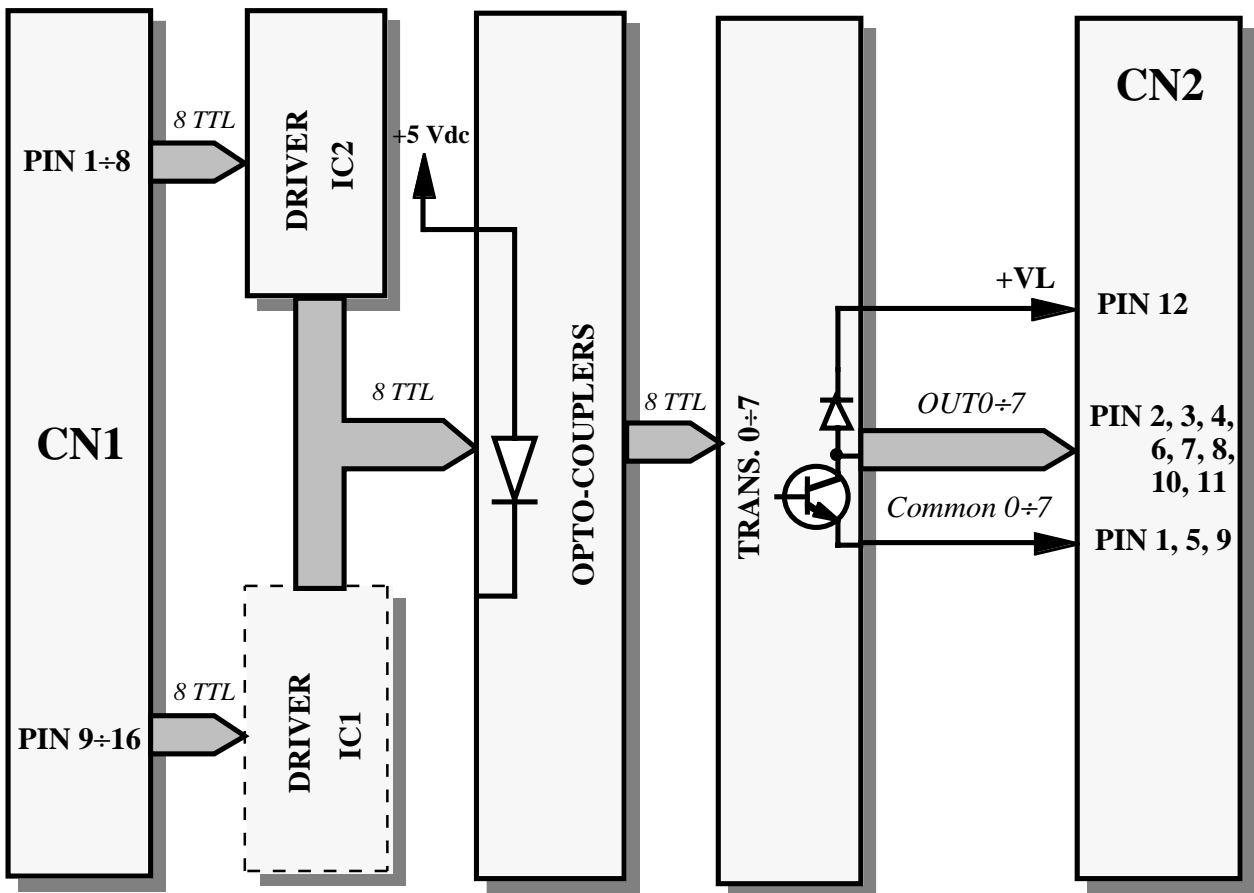 CN1
PIN 1÷8
PIN 9÷16
8 TTL
8 TTL
DRIVER
IC2
DRIVER
IC1
+5 Vdc
8 TTL
OPTO-COUPLERS
8 TTL
TRANS. 0÷7
+VL
OUT0÷7
Common 0÷7
CN2
PIN 12
PIN 2, 3, 4,
6, 7, 8,
10, 11
PIN 1, 5, 9